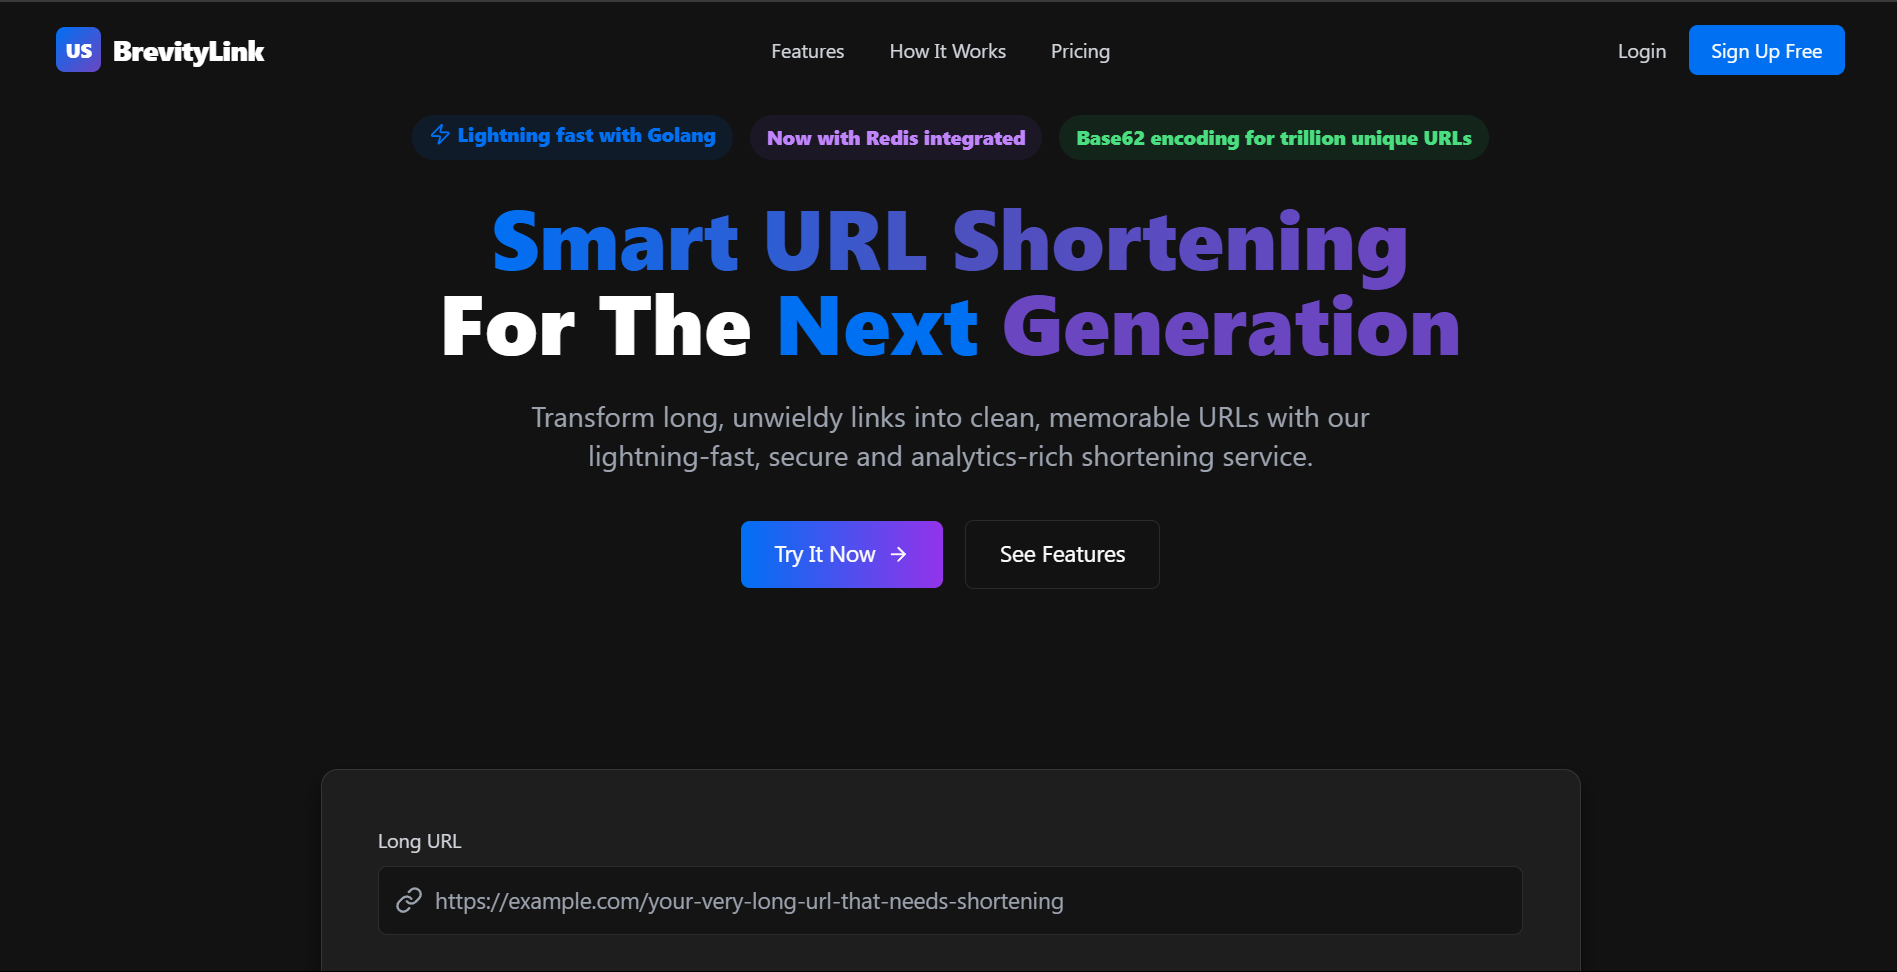 US BrevityLink
Features How It Works Pricing
Login Sign Up Free
Lightning fast with Golang
Now with Redis integrated
Base62 encoding for trillion unique URLs
Smart URL Shortening
For The Next Generation
Transform long, unwieldy links into clean, memorable URLs with our
lightning-fast, secure and analytics-rich shortening service.
Try It Now →
See Features
Long URL
https://example.com/your-very-long-url-that-needs-shortening